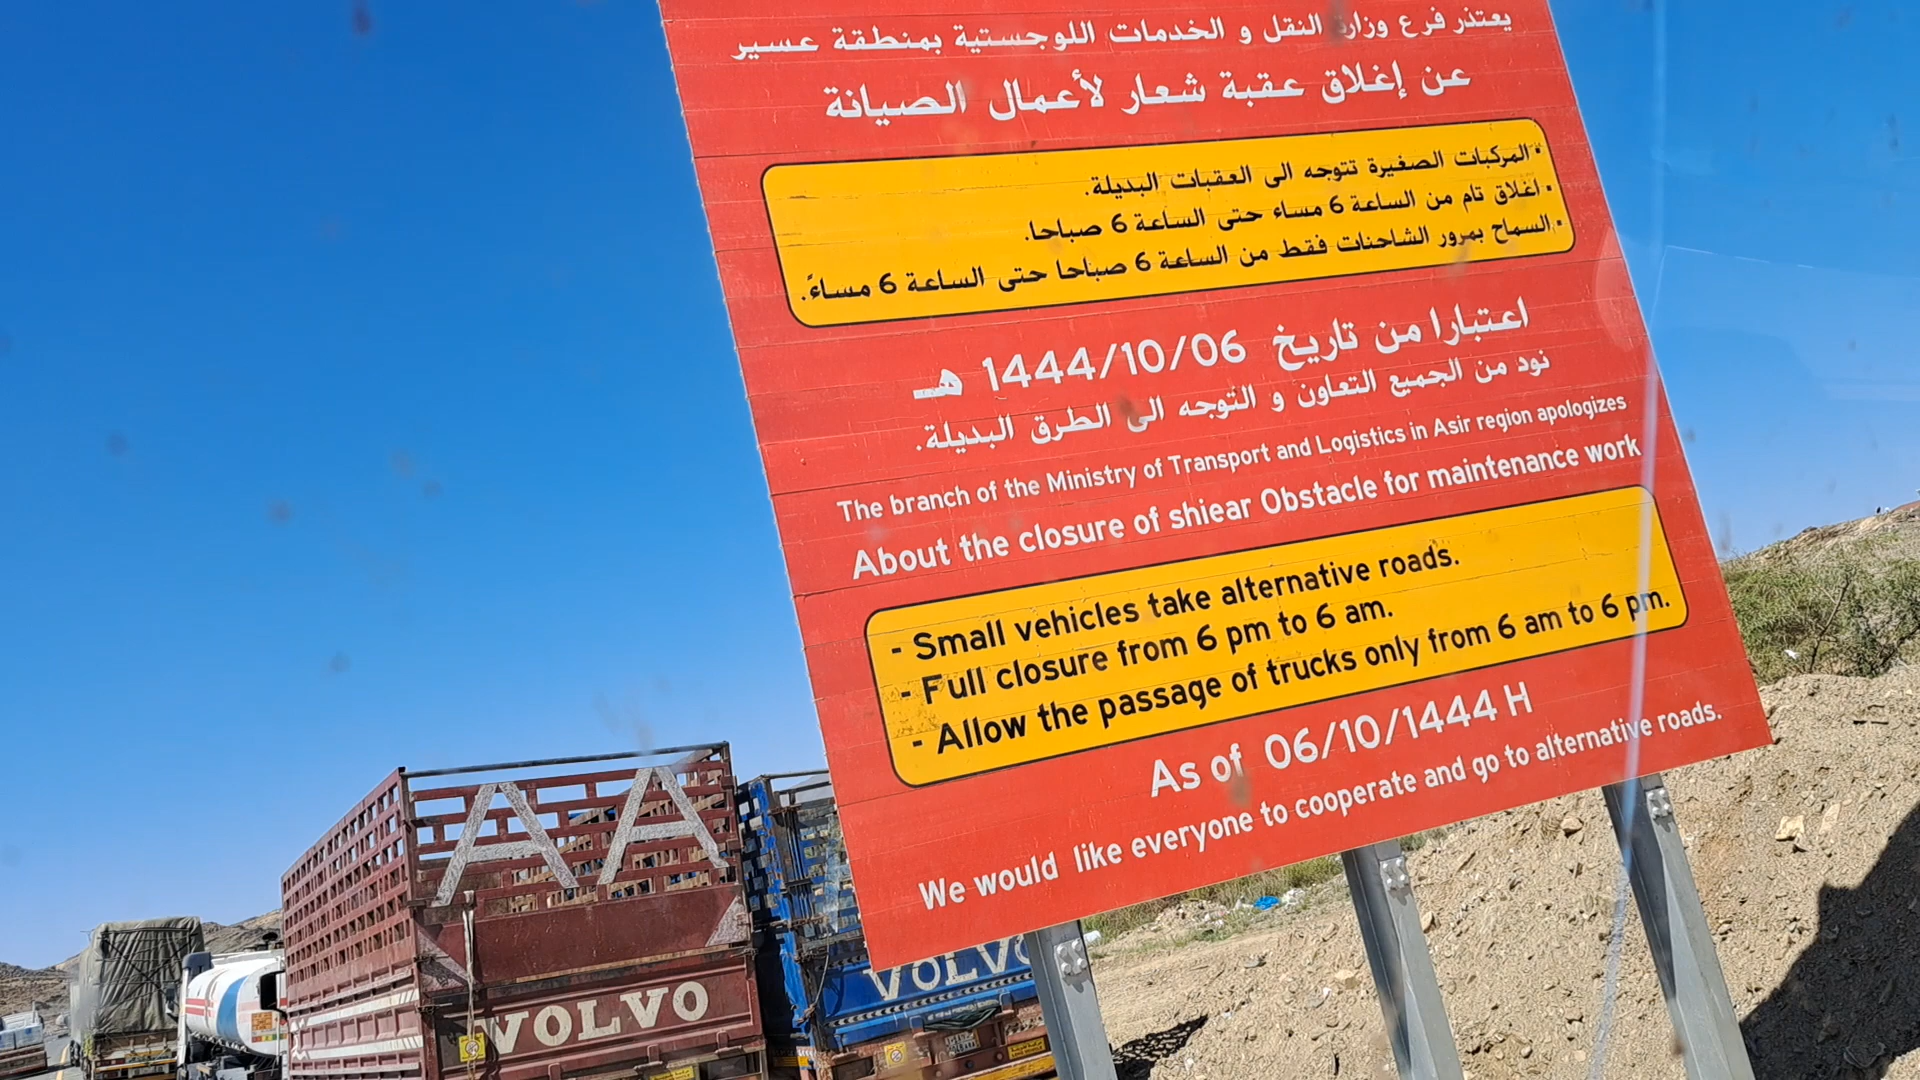 يعتذر فرع وزارة النقل و الخدمات اللوجستية بمنطقة عسير
عن إغلاق عقبة شعار لأعمال الصيانة
• المركبات الصغيرة تتوجه الى العقبات البديلة.
• اغلاق تام من الساعة 6 مساء حتى الساعة 6 صباحا.
• السماح بمرور الشاحنات فقط من الساعة 6 صباحا حتى الساعة 6 مساءً.
اعتبارا من تاريخ 1444/10/06 هـ
نود من الجميع التعاون و التوجه الى الطرق البديلة.
The branch of the Ministry of Transport and Logistics in Asir region apologizes
About the closure of shiear Obstacle for maintenance work
- Small vehicles take alternative roads.
- Full closure from 6 pm to 6 am.
- Allow the passage of trucks only from 6 am to 6 pm.
As of 06/10/1444 H
We would like everyone to cooperate and go to alternative roads.
AA
VOLVO
VOLVO